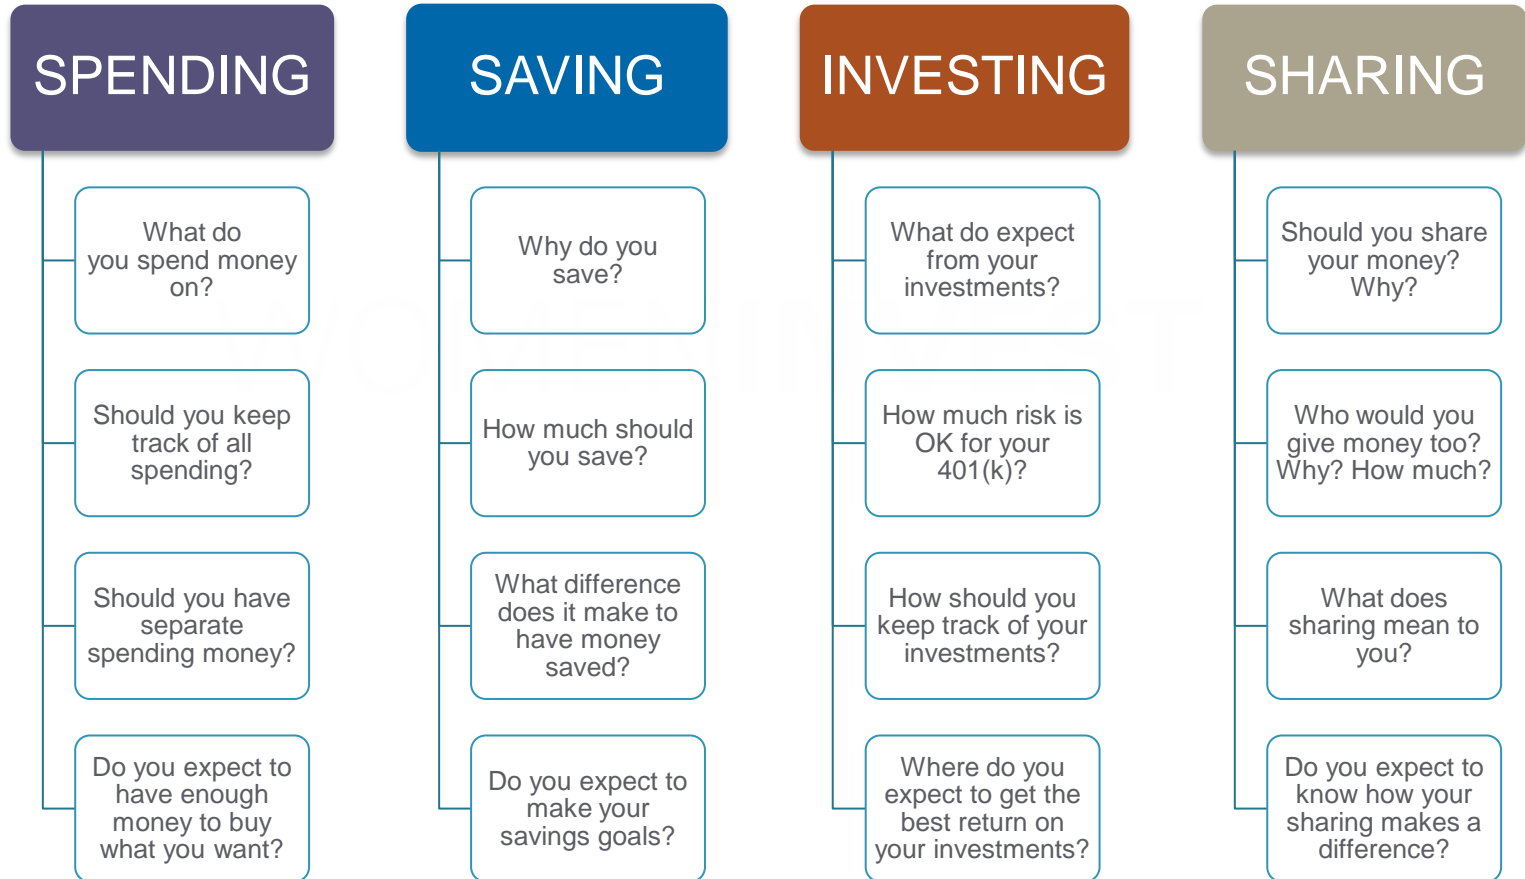 SPENDING
What do
you spend money
on?
Should you keep
track of all
spending?
Should you have
separate
spending money?
Do you expect to
have enough
money to buy
what you want?
SAVING
Why do you
save?
How much should
you save?
What difference
does it make to
have money
saved?
Do you expect to
make your
savings goals?
INVESTING
What do expect
from your
investments?
How much risk is
OK for your
401(k)?
How should you
keep track of your
investments?
Where do you
expect to get the
best return on
your investments?
SHARING
Should you share
your money?
Why?
Who would you
give money too?
Why? How much?
What does
sharing mean to
you?
Do you expect to
know how your
sharing makes a
difference?